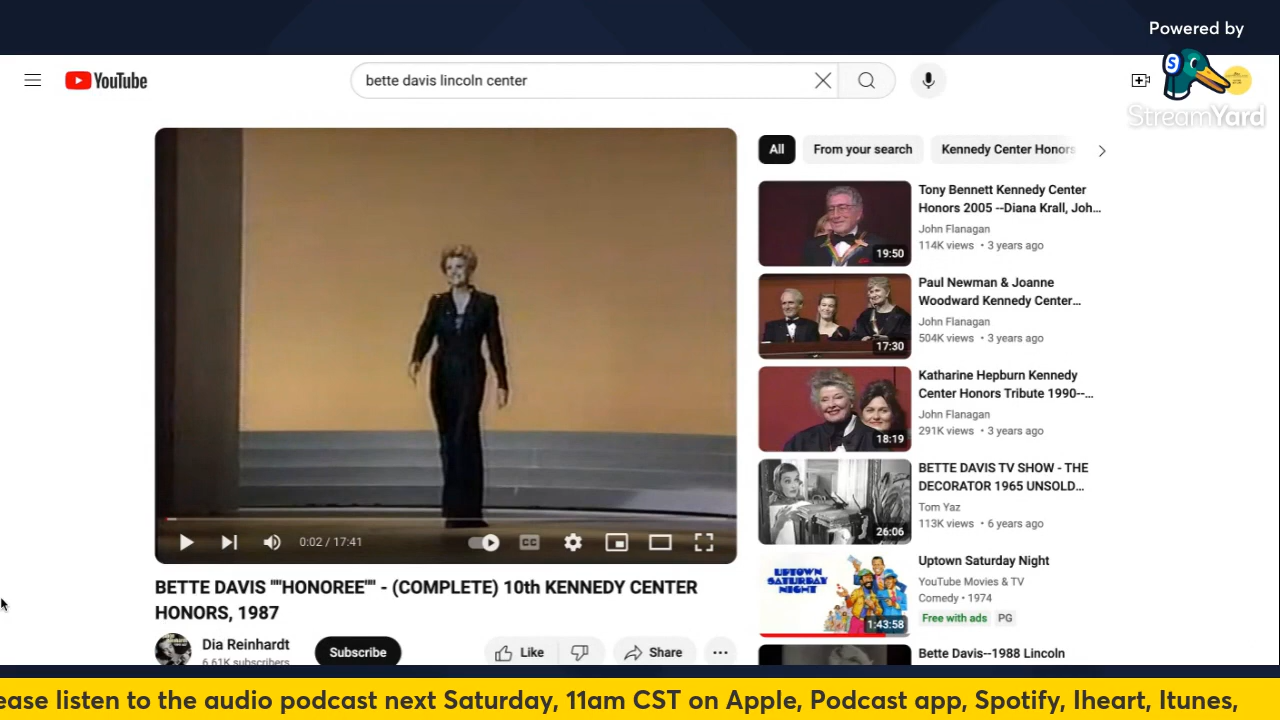 Powered by
StreamYard
YouTube
bette davis lincoln center
All
From your search
Kennedy Center Honors
Tony Bennett Kennedy Center
Honors 2005 --Diana Krall, Joh...
John Flanagan
114K views • 3 years ago
19:50
Paul Newman & Joanne
Woodward Kennedy Center...
John Flanagan
504K views • 3 years ago
17:30
Katharine Hepburn Kennedy
Center Honors Tribute 1990--...
John Flanagan
291K views • 3 years ago
18:19
BETTE DAVIS TV SHOW - THE
DECORATOR 1965 UNSOLD...
Tom Yaz
113K views • 6 years ago
26:06
UPTOWN
SATURDAY
NIGHT
Uptown Saturday Night
YouTube Movies & TV
Comedy • 1974
Free with ads PG
1:43:58
Bette Davis--1988 Lincoln
0:02 / 17:41
CC
BETTE DAVIS ""HONOREE"" - (COMPLETE) 10th KENNEDY CENTER
HONORS, 1987
Dia Reinhardt
6.61K subscribers
Subscribe
Like
Share
ease listen to the audio podcast next Saturday, 11am CST on Apple, Podcast app, Spotify, Iheart, Itunes,